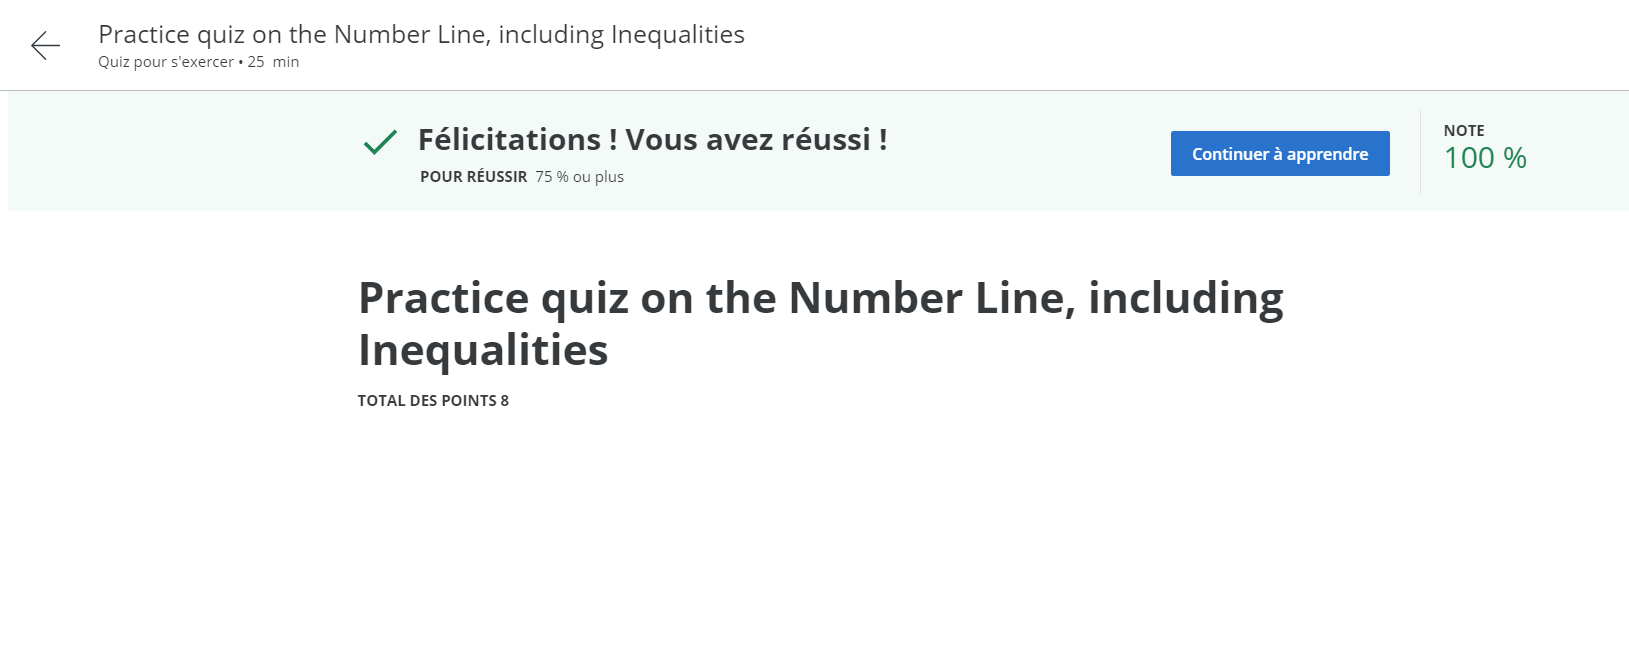 Practice quiz on the Number Line, including Inequalities
Quiz pour s'exercer • 25 min
Félicitations ! Vous avez réussi !
POUR RÉUSSIR 75 % ou plus
Continuer à apprendre
NOTE
100 %
Practice quiz on the Number Line, including
Inequalities
TOTAL DES POINTS 8